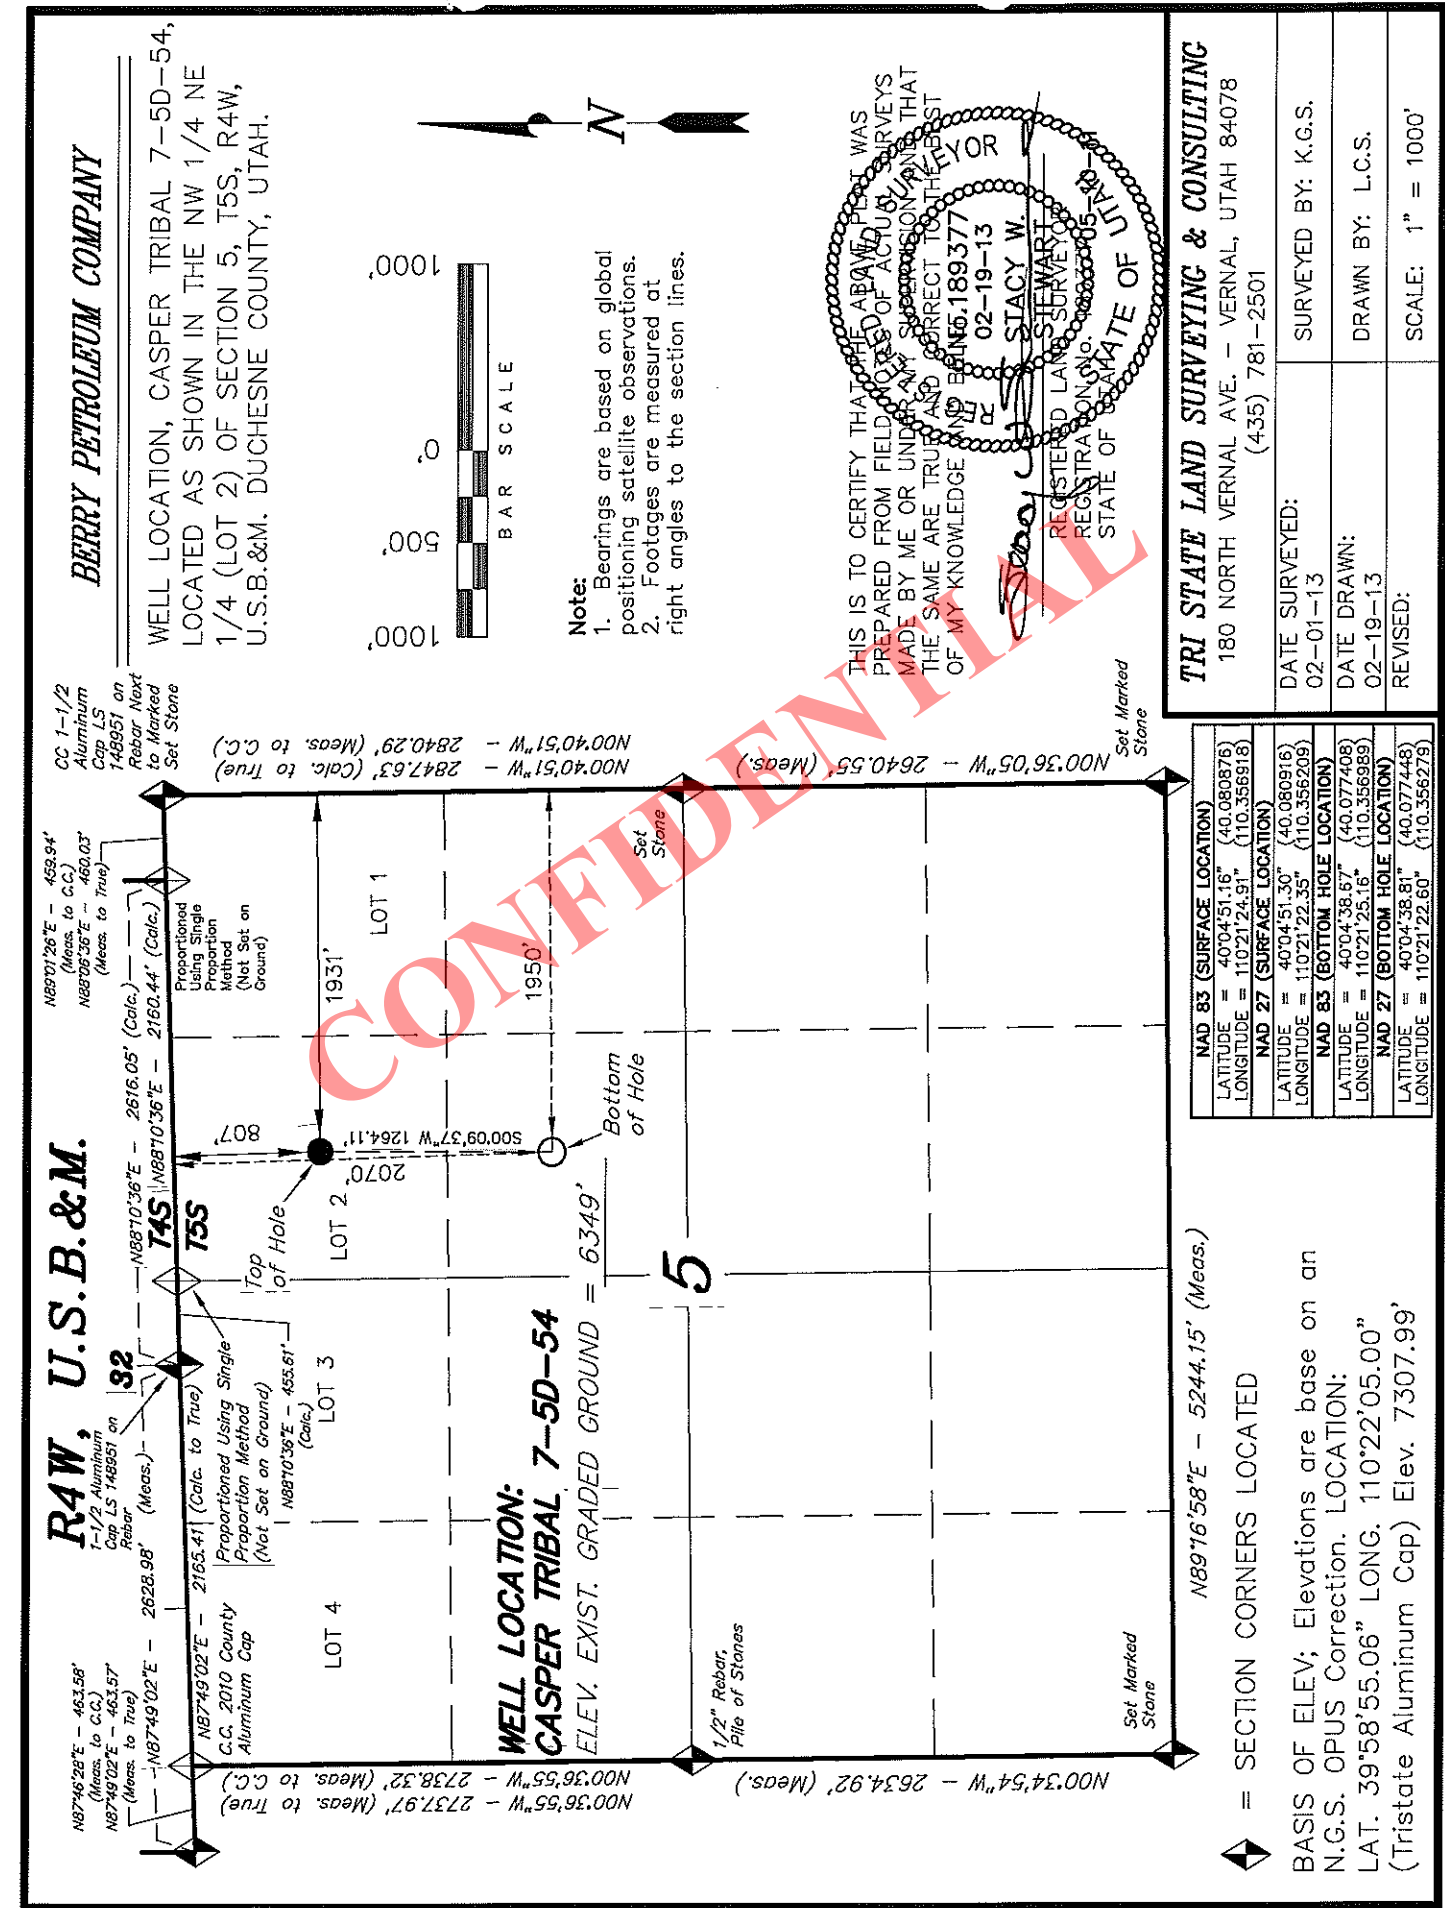 R4W, U.S.B.&M.
N87°46'28"E - 463.58'
(Meas. to C.C.)
N87°49'02"E - 463.57'
(Meas. to True)
N87°49'02"E - 2628.98' (Meas.)
1-1/2 Aluminum
Cap LS 148951 on
Rebar
32
N88°10'36"E - 2616.05' (Calc.)
N89°01'26"E - 459.94'
(Meas. to C.C.)
N88°06'36"E - 460.03'
(Meas. to True)
CC 1-1/2
Aluminum
Cap LS
148951 on
Rebar Next
to Marked
Set Stone
T4S
N88°10'36"E - 2160.44' (Calc.)
T5S
N87°49'02"E - 2165.41' (Calc. to True)
C.C. 2010 County
Aluminum Cap
Proportioned Using Single
Proportion Method
(Not Set on Ground)
N88°10'36"E - 455.61'
(Calc.)
Proportioned
Using Single
Proportion
Method
(Not Set on
Ground)
Top
of Hole
807'
1931'
LOT 4
LOT 3
LOT 2
LOT 1
S00°09'37"W 1264.11'
2070'
1950'
Bottom
of Hole
WELL LOCATION:
CASPER TRIBAL 7-5D-54
ELEV. EXIST. GRADED GROUND = 6349'
N00°36'55"W - 2738.32' (Meas. to C.C.)
N00°36'55"W - 2737.97' (Meas. to True)
N00°40'51"W - 2840.29' (Meas. to C.C.)
N00°40'51"W - 2847.63' (Calc. to True)
5
1/2" Rebar,
Pile of Stones
Set
Stone
N00°34'54"W - 2634.92' (Meas.)
N00°36'05"W - 2640.55' (Meas.)
Set Marked
Stone
Set Marked
Stone
N89°16'58"E - 5244.15' (Meas.)
= SECTION CORNERS LOCATED
BASIS OF ELEV; Elevations are base on an
N.G.S. OPUS Correction. LOCATION:
LAT. 39°58'55.06" LONG. 110°22'05.00"
(Tristate Aluminum Cap) Elev. 7307.99'
NAD 83 (SURFACE LOCATION)
LATITUDE = 40°04'51.16" (40.080876)
LONGITUDE = 110°21'24.91" (110.356918)
NAD 27 (SURFACE LOCATION)
LATITUDE = 40°04'51.30" (40.080916)
LONGITUDE = 110°21'22.35" (110.356209)
NAD 83 (BOTTOM HOLE LOCATION)
LATITUDE = 40°04'38.67" (40.077408)
LONGITUDE = 110°21'25.16" (110.356989)
NAD 27 (BOTTOM HOLE LOCATION)
LATITUDE = 40°04'38.81" (40.077448)
LONGITUDE = 110°21'22.60" (110.356279)
BERRY PETROLEUM COMPANY
WELL LOCATION, CASPER TRIBAL 7-5D-54,
LOCATED AS SHOWN IN THE NW 1/4 NE
1/4 (LOT 2) OF SECTION 5, T5S, R4W,
U.S.B.&M. DUCHESNE COUNTY, UTAH.
N
1000' 500' 0' 1000'
BAR SCALE
Note:
1. Bearings are based on global
positioning satellite observations.
2. Footages are measured at
right angles to the section lines.
THIS IS TO CERTIFY THAT THE ABOVE PLAT WAS
PREPARED FROM FIELD NOTES OF ACTUAL SURVEYS
MADE BY ME OR UNDER MY SUPERVISION AND THAT
THE SAME ARE TRUE AND CORRECT TO THE BEST
OF MY KNOWLEDGE AND BELIEF.
REGISTERED LAND SURVEYOR
REGISTRATION No.
STATE OF UTAH
REGISTERED LAND SURVEYOR
No.189377
02-19-13
STACY W.
STEWART
STATE OF UTAH
CONFIDENTIAL
TRI STATE LAND SURVEYING & CONSULTING
180 NORTH VERNAL AVE. - VERNAL, UTAH 84078
(435) 781-2501
DATE SURVEYED:
02-01-13
SURVEYED BY: K.G.S.
DATE DRAWN:
02-19-13
DRAWN BY: L.C.S.
REVISED:
SCALE: 1" = 1000'